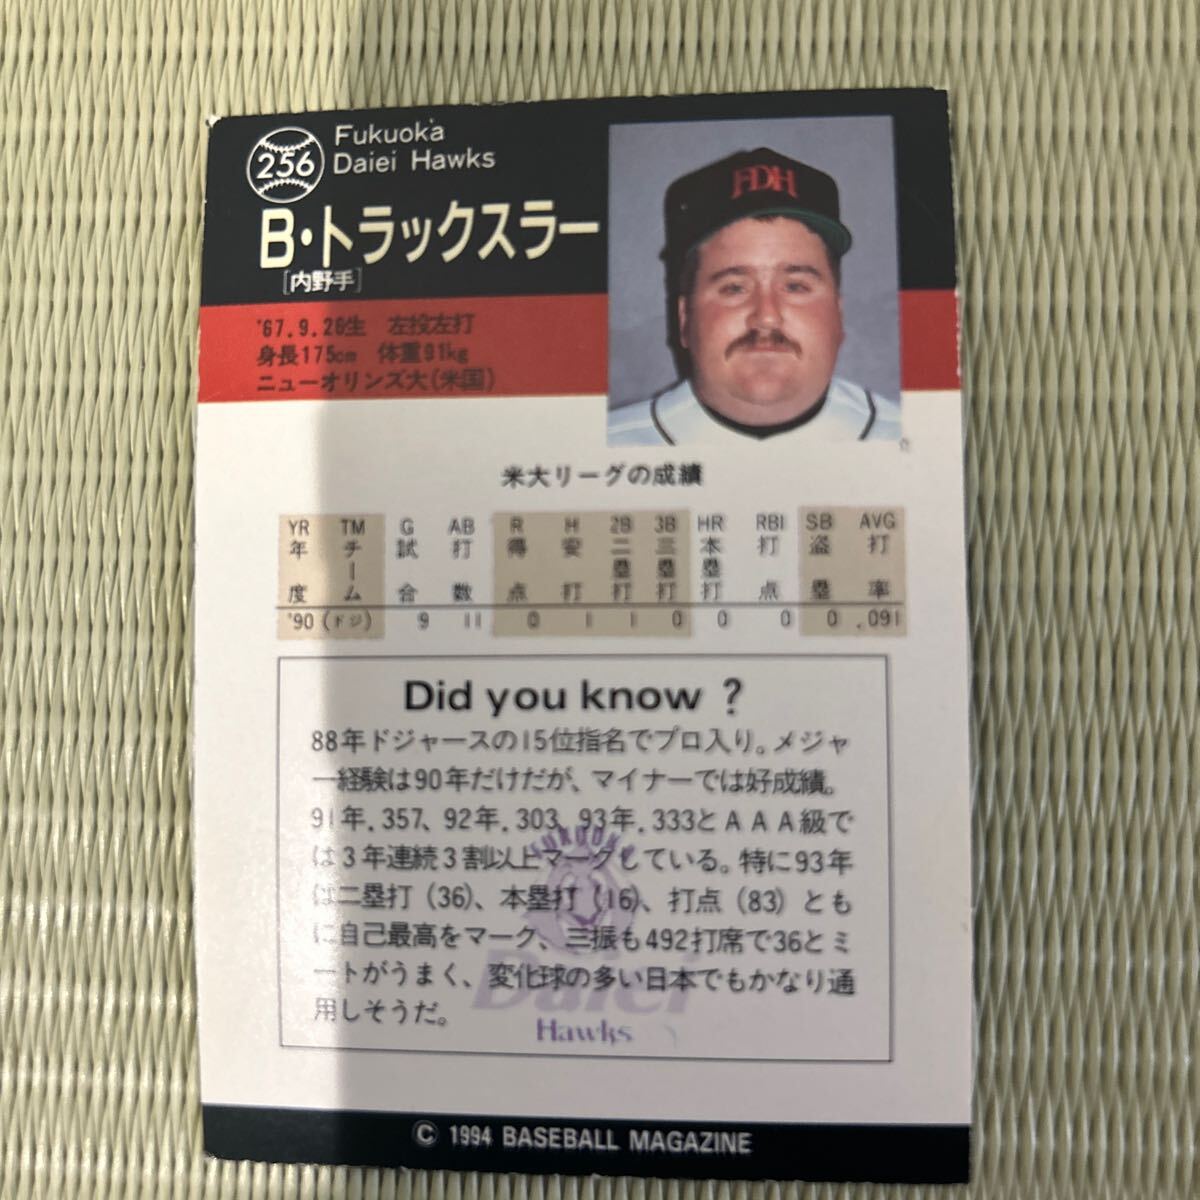 256
Fukuoka
Daiei Hawks
B・トラックスラー
[内野手]
FDH
'67.9.26生 左投左打
身長175cm 体重91kg
ニューオリンズ大(米国)
米大リーグの成績
YR TM G AB R H 2B 3B HR RBI SB AVG
年度 チーム 試合 打数 得点 安打 二塁打 三塁打 本塁打 打点 盗塁 打率
'90 (ドジ) 9 11 0 1 1 0 0 0 0 .091
Did you know ?
88年ドジャースの15位指名でプロ入り。メジャ
ー経験は90年だけだが、マイナーでは好成績。
91年.357、92年.303、93年.333とAAA級で
は3年連続3割以上マークしている。特に93年
は二塁打(36)、本塁打(16)、打点(83)とも
に自己最高をマーク、三振も492打席で36とミ
ートがうまく、変化球の多い日本でもかなり通
用しそうだ。
FUKUOKA
Daiei
Hawks
© 1994 BASEBALL MAGAZINE